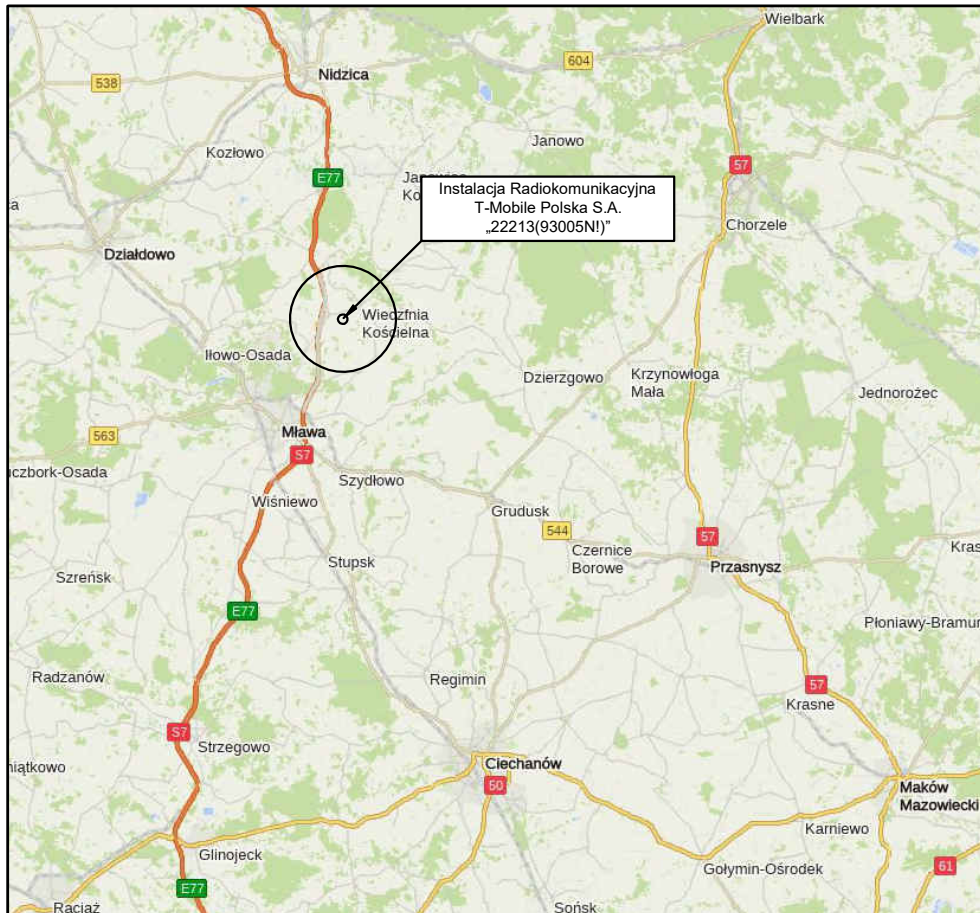 Wielbark
604
Nidzica
538
Janowo
Kozłowo
57
E77
Instalacja Radiokomunikacyjna
T-Mobile Polska S.A.
„22213(93005N!)”
Chorzele
Działdowo
Wieczfnia
Kościelna
Iłowo-Osada
Dzierzgowo
Krzynowłoga
Mała
Jednorożec
563
Mława
S7
Szydłowo
Wiśniewo
Grudusk
544
57
Czernice
Borowe
Stupsk
Przasnysz
Szreńsk
E77
Radzanów
Regimin
57
Krasne
S7
Strzegowo
Ciechanów
50
Maków
Mazowiecki
Karniewo
Glinojeck
Gołymin-Ośrodek
61
E77
Raciąż
Sońsk